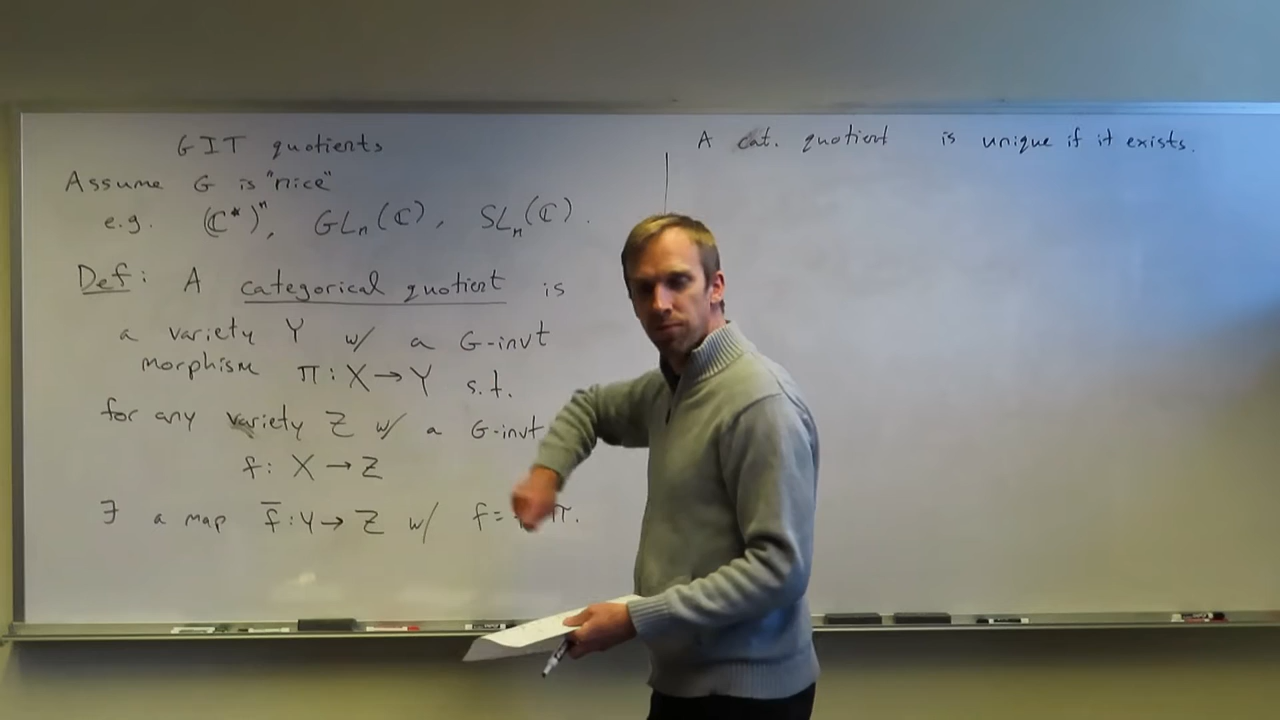 GIT quotients
Assume G is "nice"
e.g. (ℂ*)ⁿ, GLₙ(ℂ), SLₙ(ℂ).
Def: A categorical quotient is
a variety Y w/ a G-invt
morphism π: X → Y s.t.
for any variety Z w/ a G-invt
f: X → Z
∃ a map f̄: Y → Z w/ f = π.
A cat. quotient is unique if it exists.